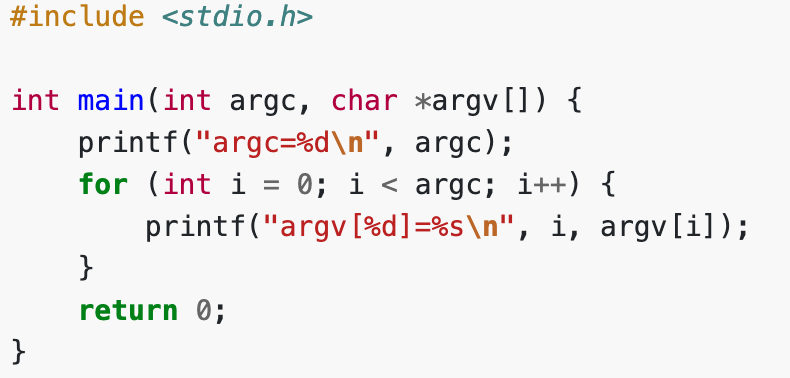 #include <stdio.h>

int main(int argc, char *argv[]) {
    printf("argc=%d\n", argc);
    for (int i = 0; i < argc; i++) {
        printf("argv[%d]=%s\n", i, argv[i]);
    }
    return 0;
}